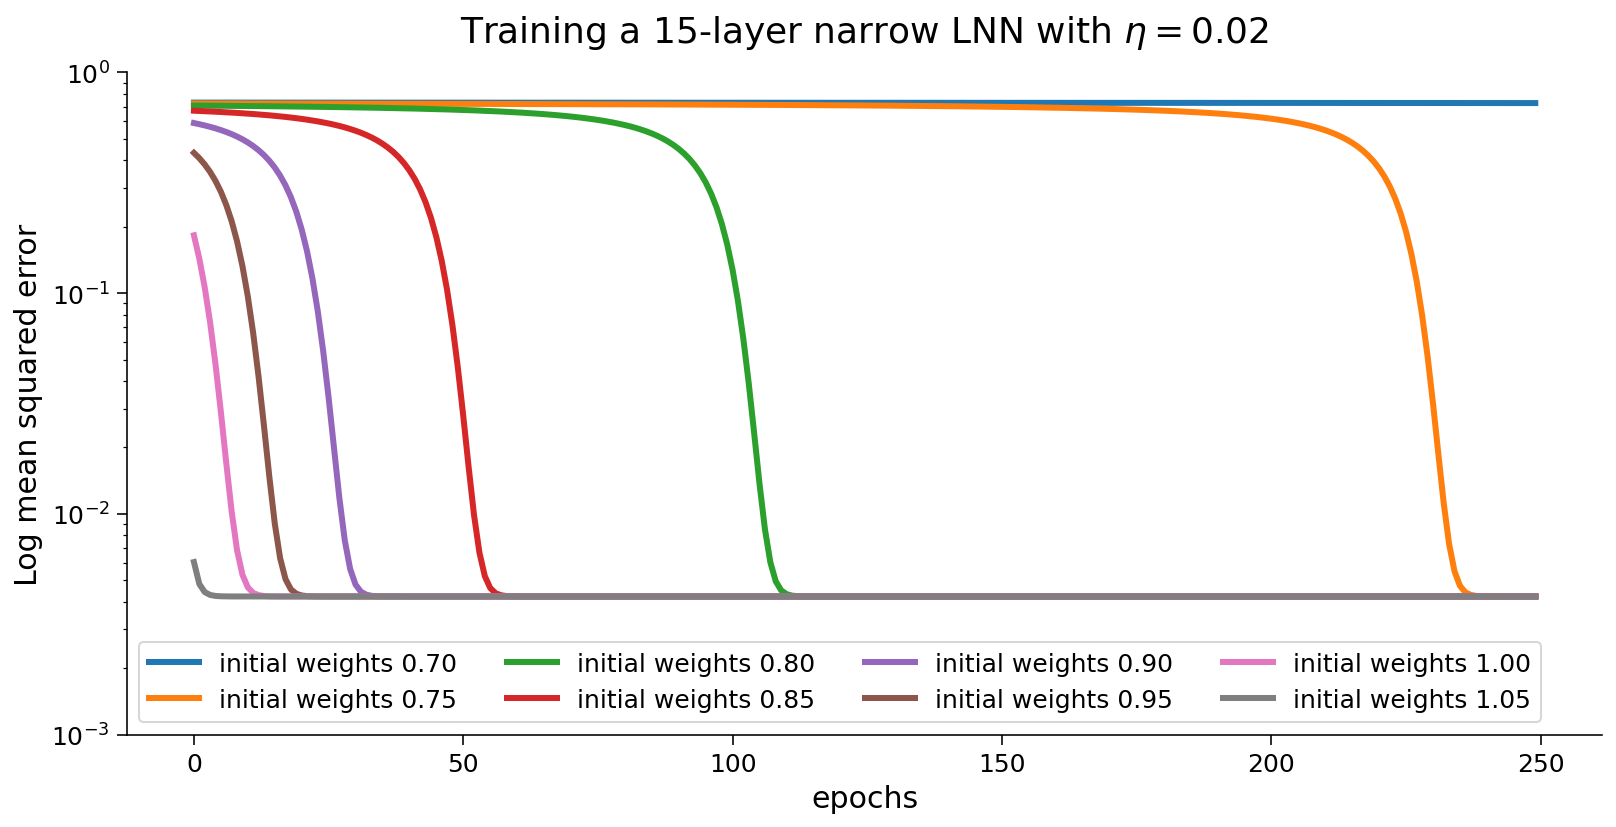 Training a 15-layer narrow LNN with η = 0.02
Log mean squared error
10⁰
10⁻¹
10⁻²
10⁻³
initial weights 0.70
initial weights 0.75
initial weights 0.80
initial weights 0.85
initial weights 0.90
initial weights 0.95
initial weights 1.00
initial weights 1.05
0 50 100 150 200 250
epochs